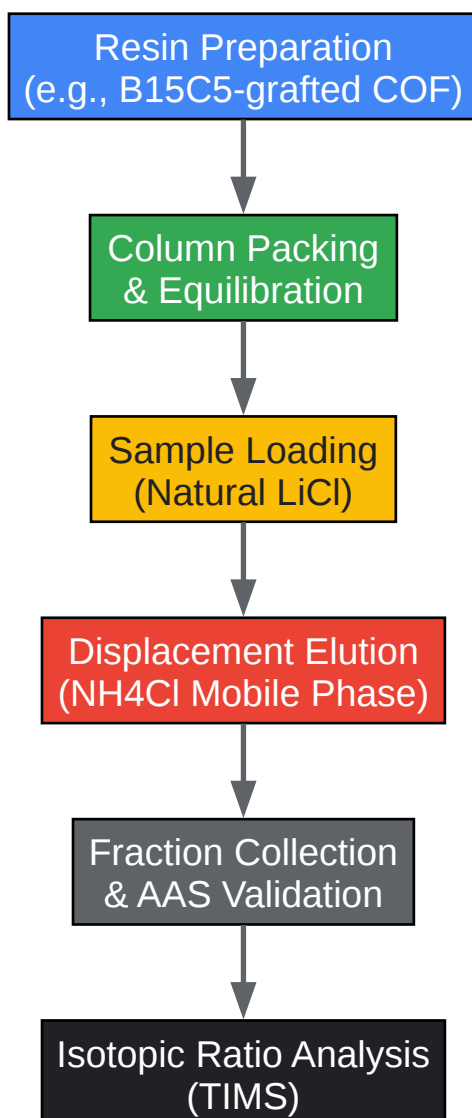 Resin Preparation
(e.g., B15C5-grafted COF)
Column Packing
& Equilibration
Sample Loading
(Natural LiCl)
Displacement Elution
(NH4Cl Mobile Phase)
Fraction Collection
& AAS Validation
Isotopic Ratio Analysis
(TIMS)